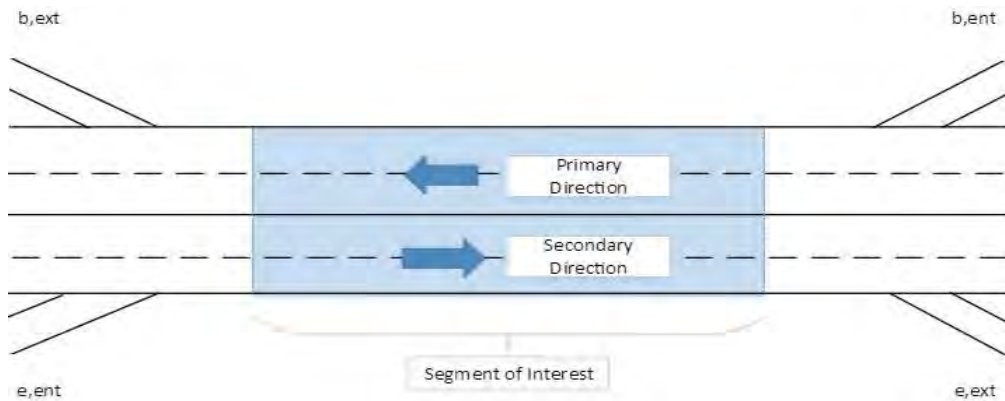 b,ext
b,ent
Primary
Direction
Secondary
Direction
Segment of Interest
e,ent
e,ext